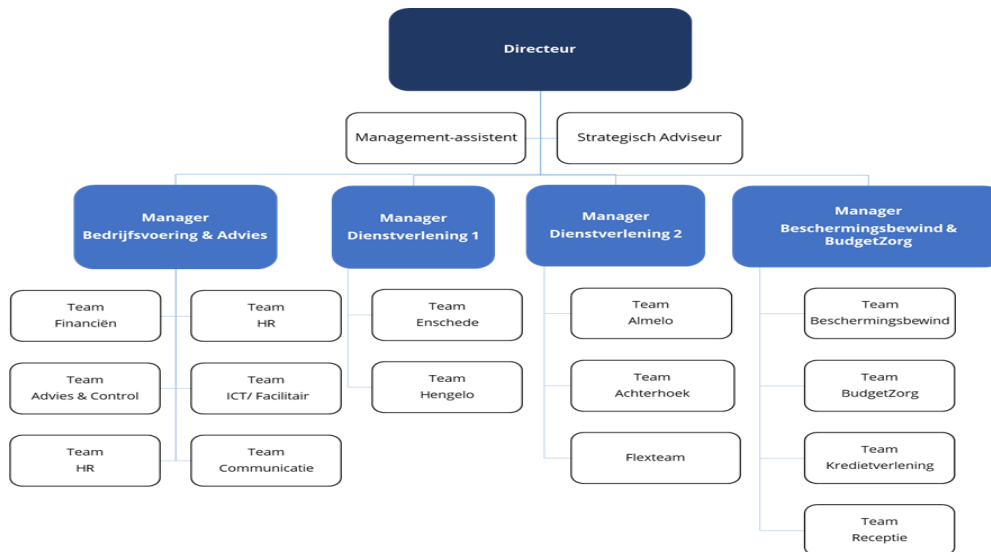 Directeur
Management-assistent
Strategisch Adviseur
Manager
Bedrijfsvoering & Advies
Manager
Dienstverlening 1
Manager
Dienstverlening 2
Manager
Beschermingsbewind &
BudgetZorg
Team
Financiën
Team
HR
Team
Advies & Control
Team
ICT/ Facilitair
Team
HR
Team
Communicatie
Team
Enschede
Team
Hengelo
Team
Almelo
Team
Achterhoek
Flexteam
Team
Beschermingsbewind
Team
BudgetZorg
Team
Kredietverlening
Team
Receptie